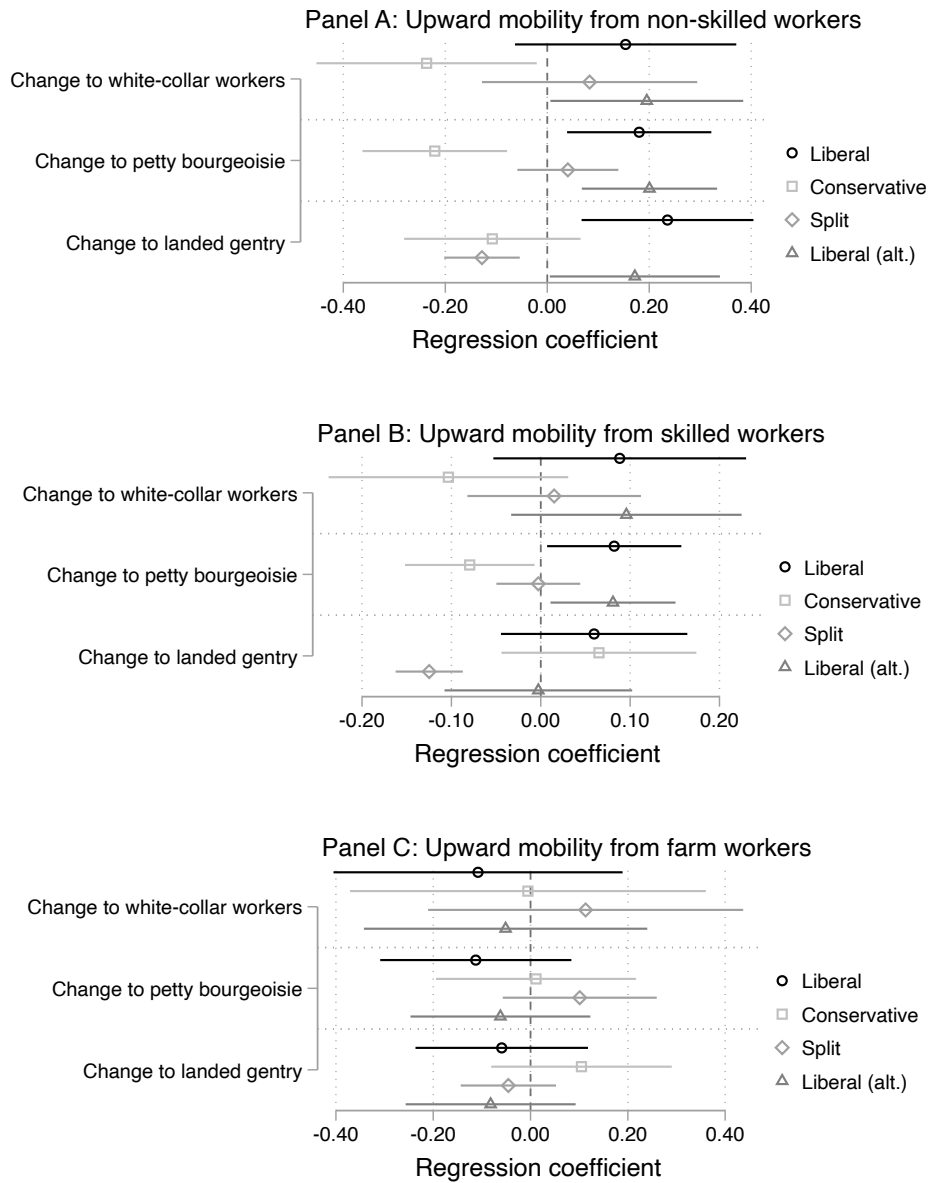 Panel A: Upward mobility from non-skilled workers
Change to white-collar workers
Change to petty bourgeoisie
Change to landed gentry
Liberal
Conservative
Split
Liberal (alt.)
-0.40 -0.20 0.00 0.20 0.40
Regression coefficient
Panel B: Upward mobility from skilled workers
Change to white-collar workers
Change to petty bourgeoisie
Change to landed gentry
Liberal
Conservative
Split
Liberal (alt.)
-0.20 -0.10 0.00 0.10 0.20
Regression coefficient
Panel C: Upward mobility from farm workers
Change to white-collar workers
Change to petty bourgeoisie
Change to landed gentry
Liberal
Conservative
Split
Liberal (alt.)
-0.40 -0.20 0.00 0.20 0.40
Regression coefficient